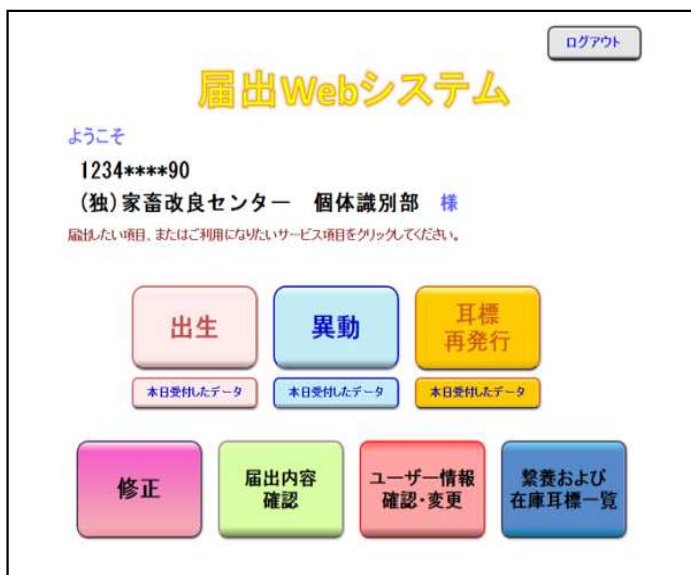 ログアウト
届出Webシステム
ようこそ
1234****90
(独)家畜改良センター 個体識別部 様
届出したい項目、またはご利用になりたいサービス項目をクリックしてください。
出生
異動
耳標
再発行
本日受付したデータ
本日受付したデータ
本日受付したデータ
修正
届出内容
確認
ユーザー情報
確認・変更
繋養および
在庫耳標一覧